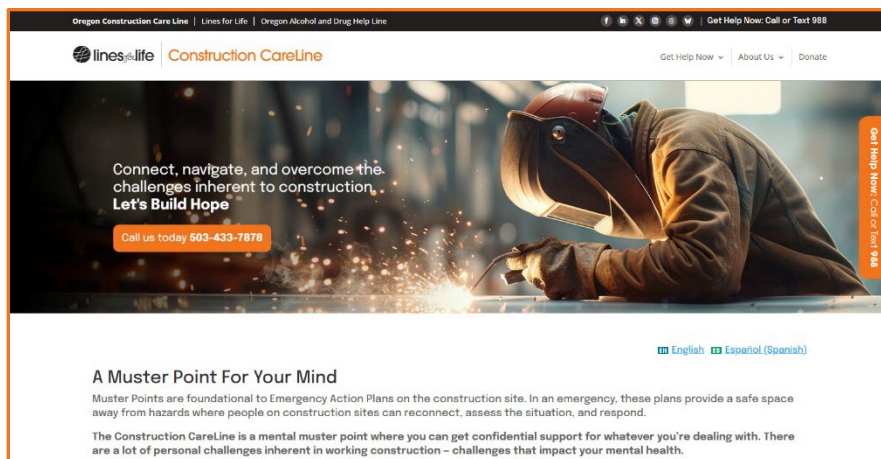 Oregon Construction Care Line | Lines for Life | Oregon Alcohol and Drug Help Line
Get Help Now: Call or Text 988
linesforlife Construction CareLine
Get Help Now About Us Donate
Connect, navigate, and overcome the
challenges inherent to construction.
Let's Build Hope
Call us today 503-433-7878
Get Help Now: Call or Text 988
EN English ES Español (Spanish)
A Muster Point For Your Mind
Muster Points are foundational to Emergency Action Plans on the construction site. In an emergency, these plans provide a safe space
away from hazards where people on construction sites can reconnect, assess the situation, and respond.
The Construction CareLine is a mental muster point where you can get confidential support for whatever you're dealing with. There
are a lot of personal challenges inherent in working construction – challenges that impact your mental health.